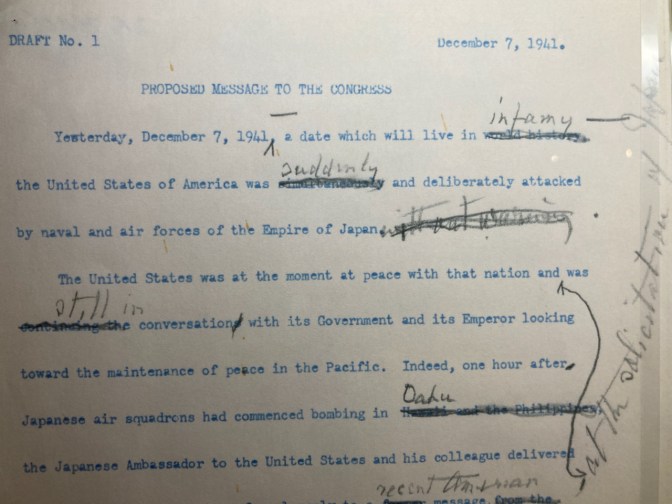 DRAFT No. 1 December 7, 1941.
PROPOSED MESSAGE TO THE CONGRESS
infamy —
Yesterday, December 7, 1941, — a date which will live in world history,
suddenly
the United States of America was simultaneously and deliberately attacked
by naval and air forces of the Empire of Japan, without warning.
The United States was at the moment at peace with that nation and was
still in
continuing the conversations with its Government and its Emperor looking
toward the maintenance of peace in the Pacific. Indeed, one hour after,
Oahu
Japanese air squadrons had commenced bombing in Hawaii and the Philippines,
the Japanese Ambassador to the United States and his colleague delivered
recent American
message, from the
at the solicitation of Japan